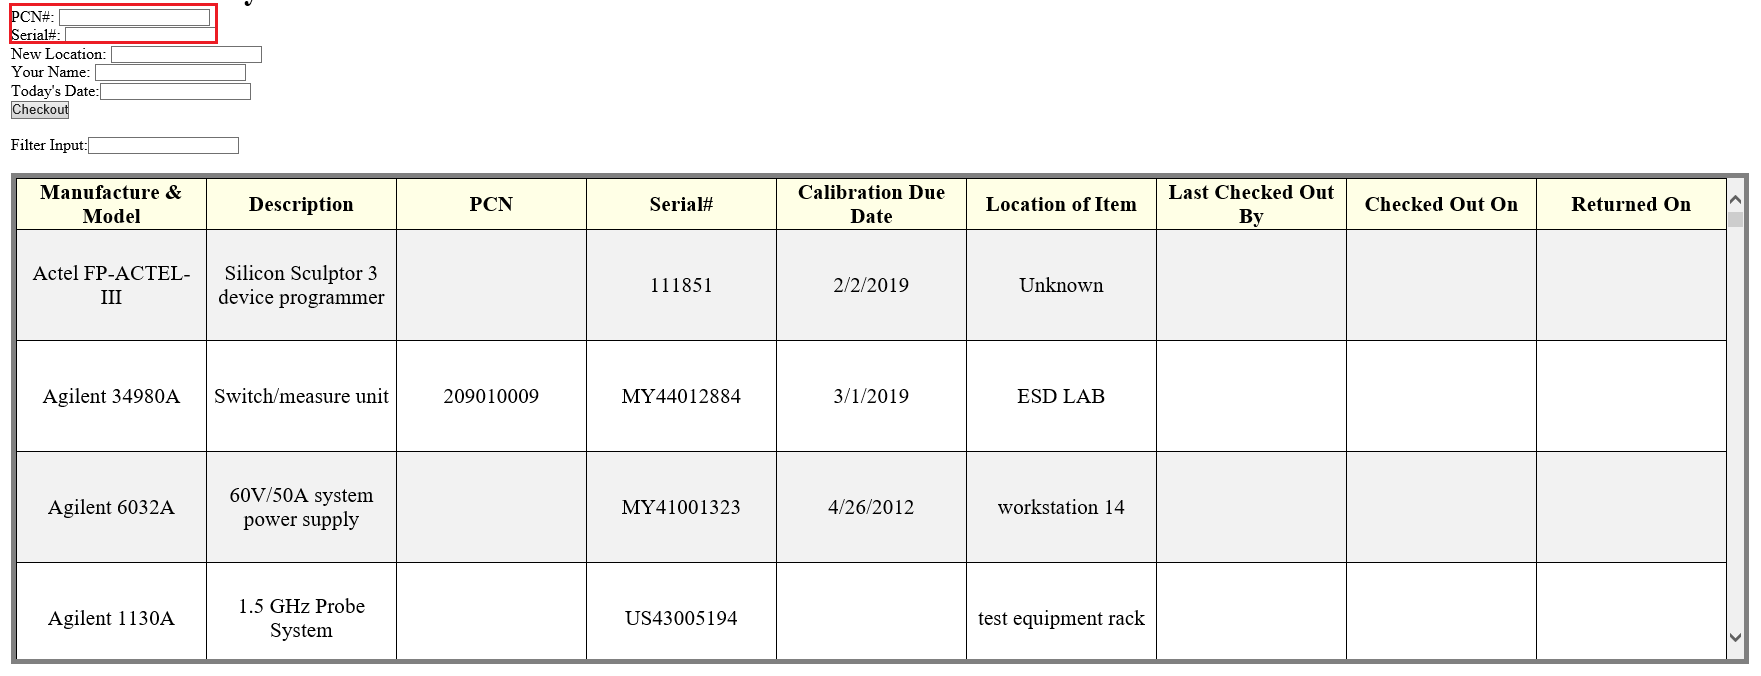 PCN#:
Serial#:
New Location:
Your Name:
Today's Date:
Checkout
Filter Input:
Manufacture & Model Description PCN Serial# Calibration Due Date Location of Item Last Checked Out By Checked Out On Returned On
Actel FP-ACTEL-III Silicon Sculptor 3 device programmer 111851 2/2/2019 Unknown
Agilent 34980A Switch/measure unit 209010009 MY44012884 3/1/2019 ESD LAB
Agilent 6032A 60V/50A system power supply MY41001323 4/26/2012 workstation 14
Agilent 1130A 1.5 GHz Probe System US43005194 test equipment rack